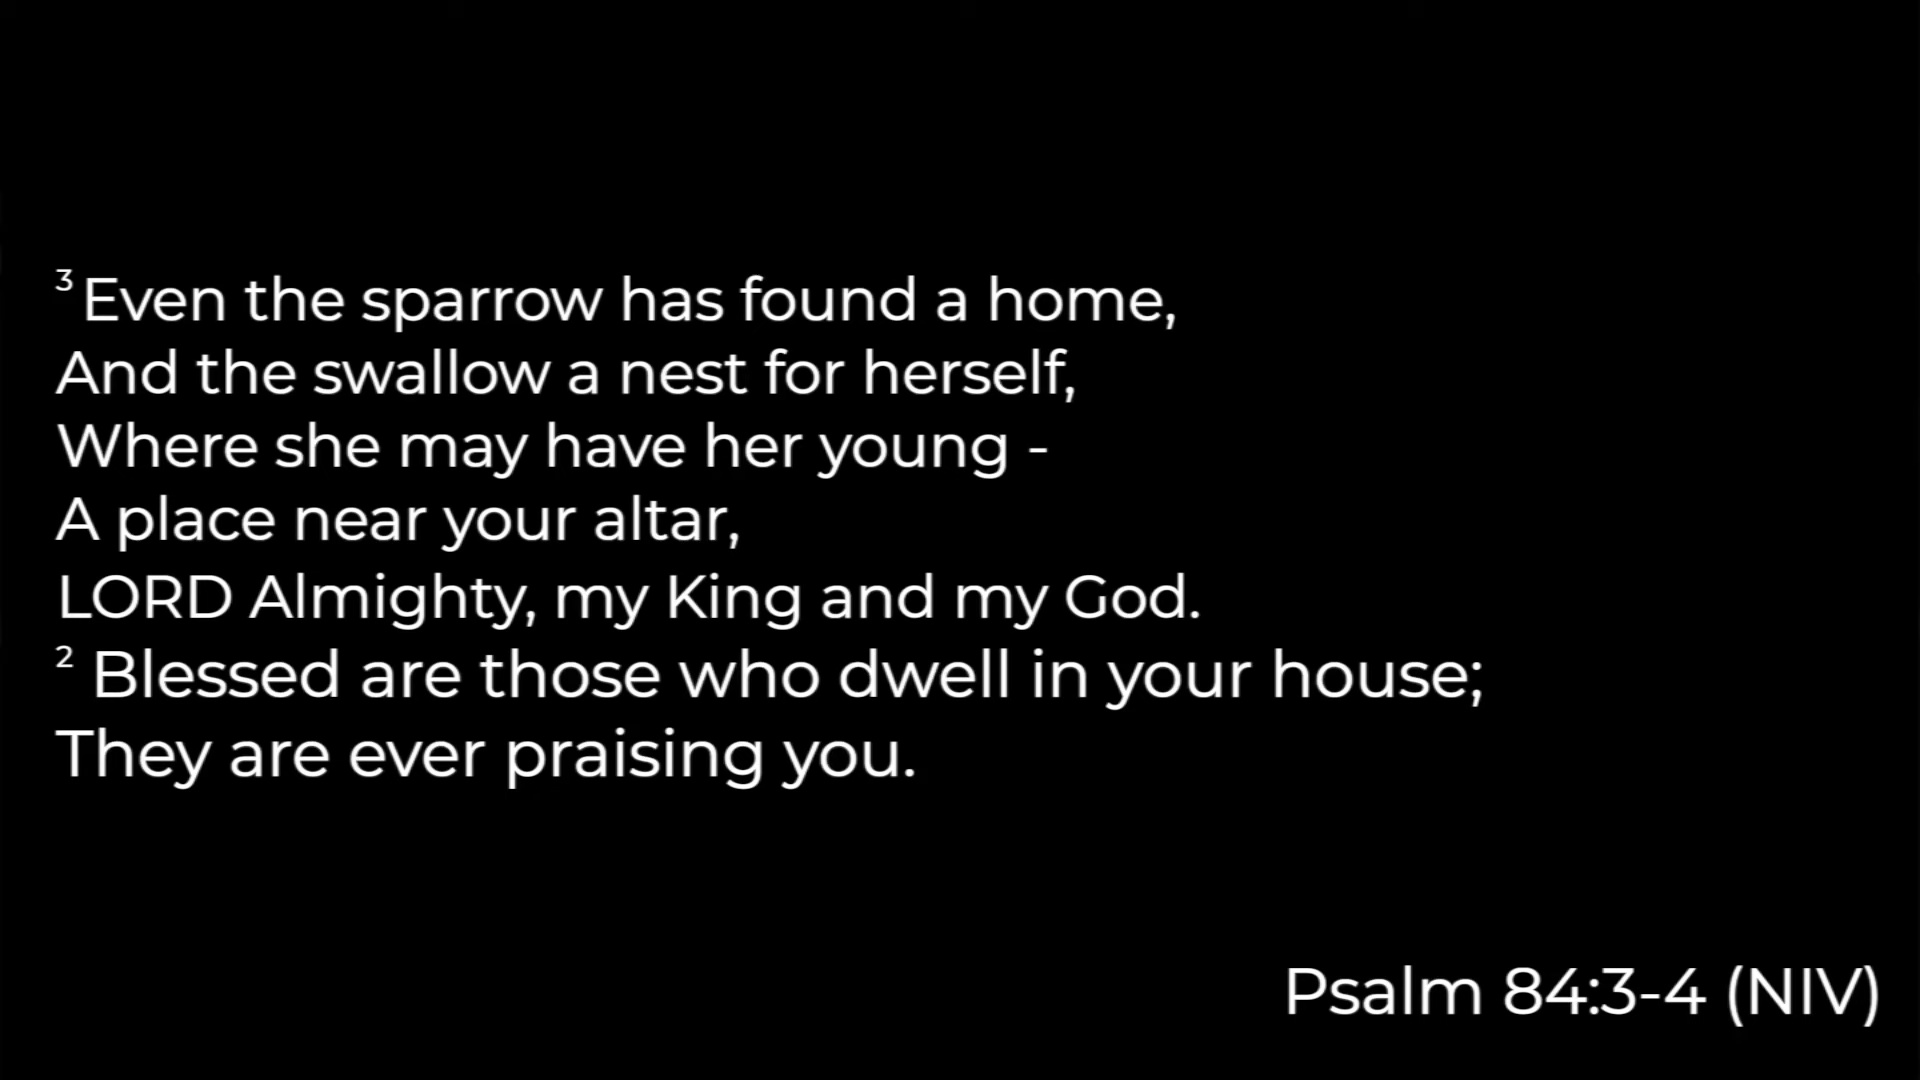 ³ Even the sparrow has found a home,
And the swallow a nest for herself,
Where she may have her young -
A place near your altar,
LORD Almighty, my King and my God.
² Blessed are those who dwell in your house;
They are ever praising you.
Psalm 84:3-4 (NIV)